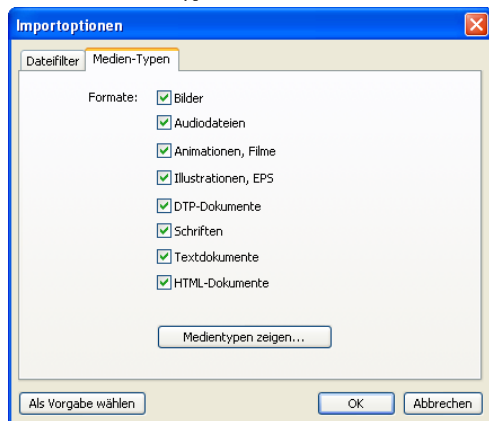 Importoptionen
Dateifilter Medien-Typen
Formate: Bilder
Audiodateien
Animationen, Filme
Illustrationen, EPS
DTP-Dokumente
Schriften
Textdokumente
HTML-Dokumente
Medientypen zeigen...
Als Vorgabe wählen OK Abbrechen